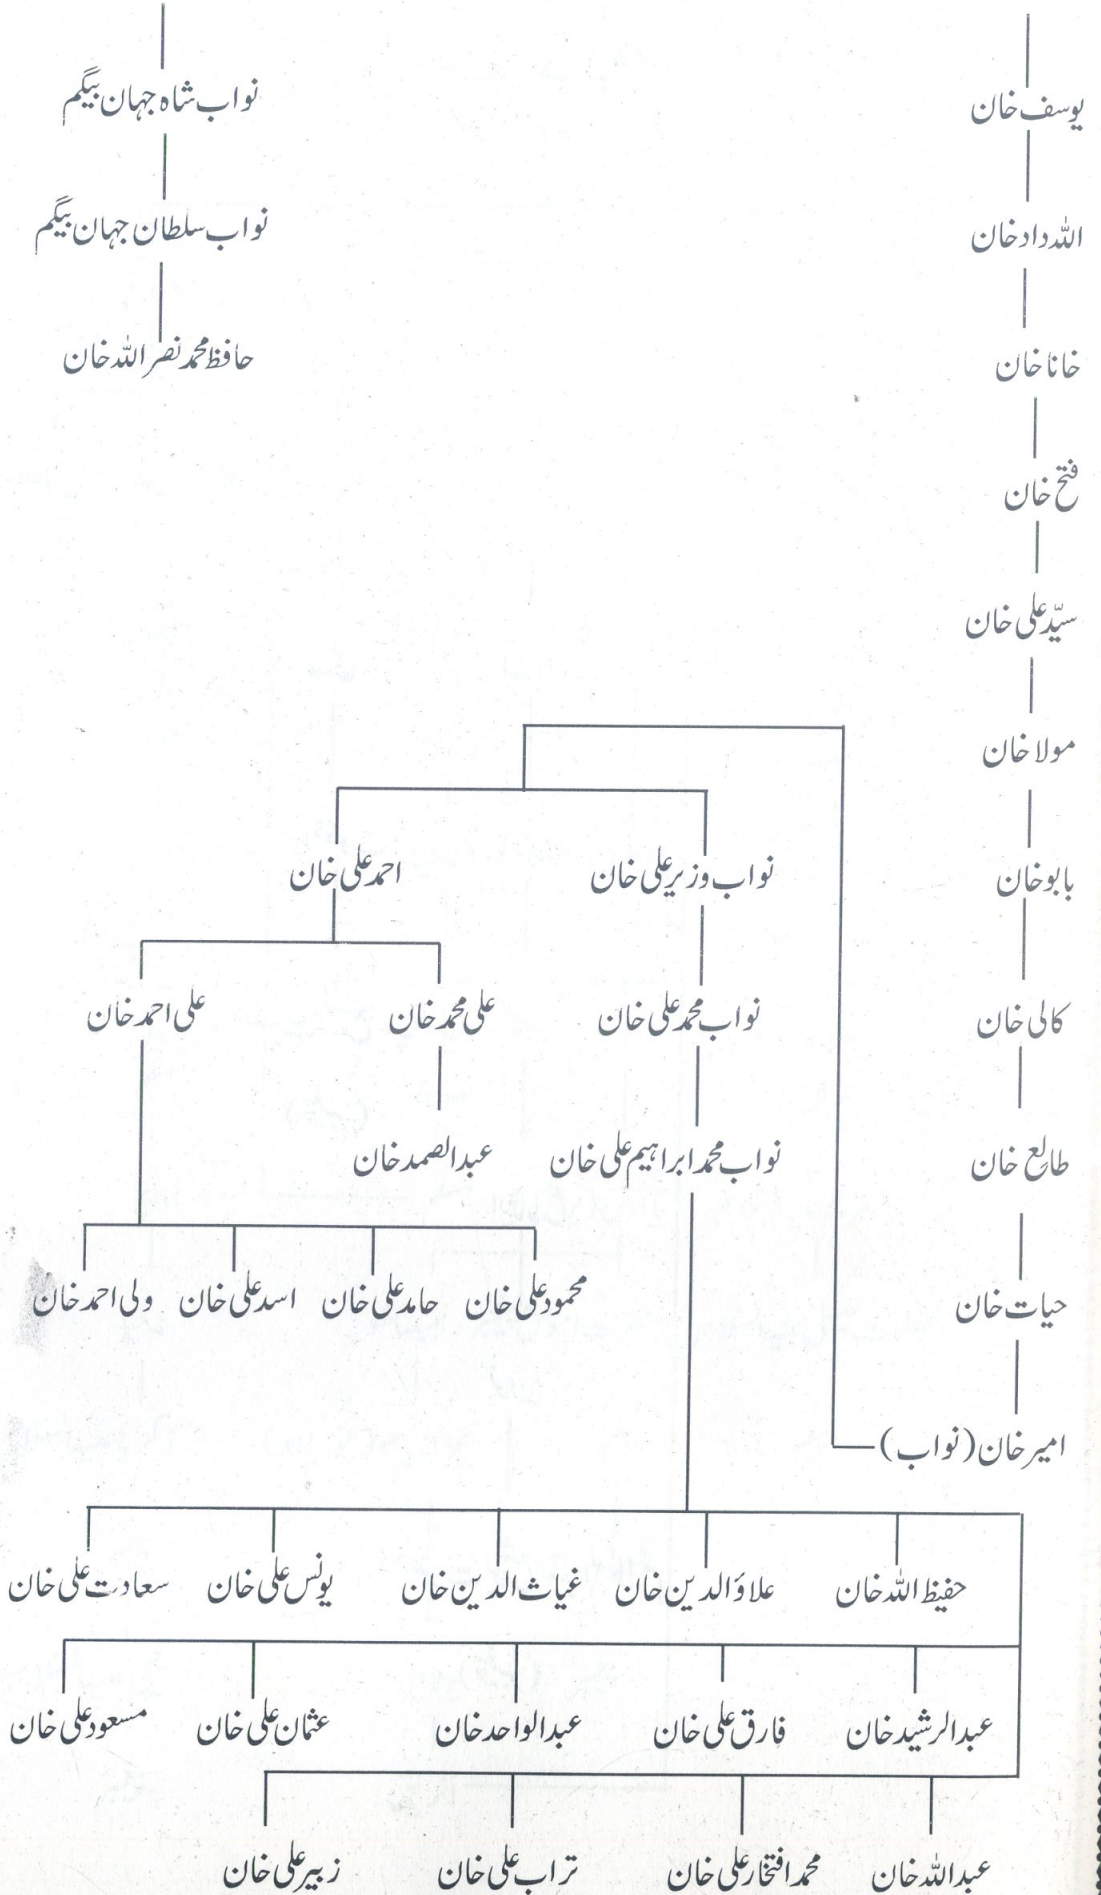 یوسف خان
نواب شاہ جہان بیگم
اللہ داد خان
نواب سلطان جہان بیگم
خانا خان
حافظ محمد نصر اللہ خان
فتح خان
سیّد علی خان
مولا خان
بابو خان
نواب وزیر علی خان
احمد علی خان
کالی خان
نواب محمد علی خان
علی محمد خان
علی احمد خان
طالع خان
نواب محمد ابراہیم علی خان
عبدالصمد خان
حیات خان
محمود علی خان
حامد علی خان
اسد علی خان
ولی احمد خان
امیر خان (نواب)
حفیظ اللہ خان
علاؤ الدین خان
غیاث الدین خان
یونس علی خان
سعادت علی خان
عبدالرشید خان
فارق علی خان
عبدالواحد خان
عثمان علی خان
مسعود علی خان
عبداللہ خان
محمد افتخار علی خان
تراب علی خان
زبیر علی خان